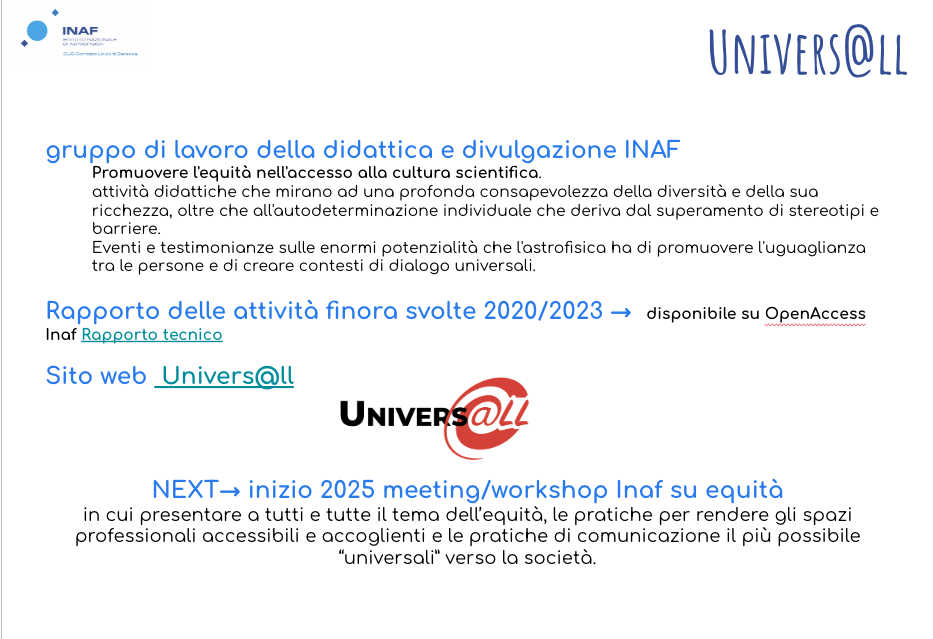 INAF
ISTITUTO NAZIONALE
DI ASTROFISICA
CUG-Comitato Unico di Garanzia
UNIVERS@LL
gruppo di lavoro della didattica e divulgazione INAF
Promuovere l'equità nell'accesso alla cultura scientifica.
attività didattiche che mirano ad una profonda consapevolezza della diversità e della sua
ricchezza, oltre che all'autodeterminazione individuale che deriva dal superamento di stereotipi e
barriere.
Eventi e testimonianze sulle enormi potenzialità che l'astrofisica ha di promuovere l'uguaglianza
tra le persone e di creare contesti di dialogo universali.
Rapporto delle attività finora svolte 2020/2023 → disponibile su OpenAccess
Inaf Rapporto tecnico
Sito web Univers@ll
UNIVERS@LL
NEXT→ inizio 2025 meeting/workshop Inaf su equità
in cui presentare a tutti e tutte il tema dell’equità, le pratiche per rendere gli spazi
professionali accessibili e accoglienti e le pratiche di comunicazione il più possibile
“universali” verso la società.